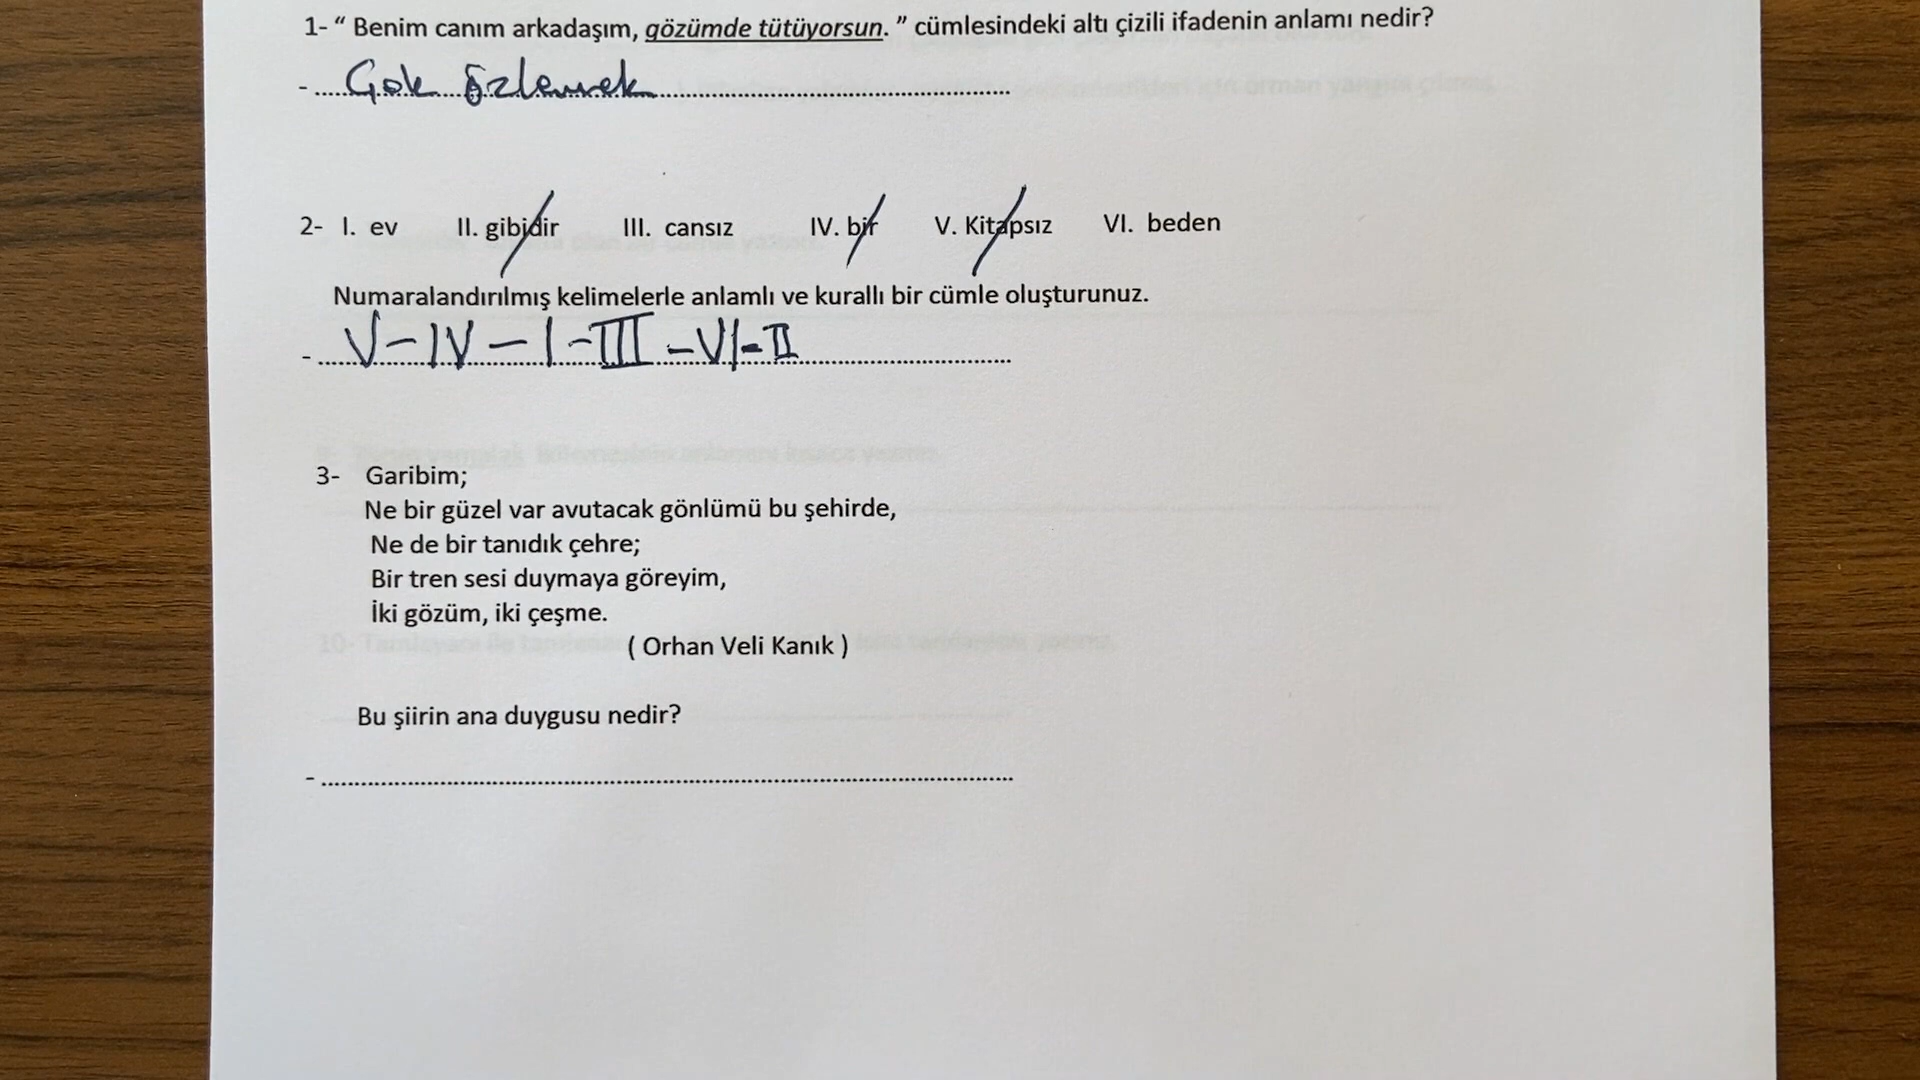 1- “ Benim canım arkadaşım, gözümde tütüyorsun. ” cümlesindeki altı çizili ifadenin anlamı nedir?
- Çok özlemek
2- I. ev II. gibidir III. cansız IV. bir V. Kitapsız VI. beden
Numaralandırılmış kelimelerle anlamlı ve kurallı bir cümle oluşturunuz.
- V-IV-I-III-VI-II
3- Garibim;
Ne bir güzel var avutacak gönlümü bu şehirde,
Ne de bir tanıdık çehre;
Bir tren sesi duymaya göreyim,
İki gözüm, iki çeşme.
( Orhan Veli Kanık )
Bu şiirin ana duygusu nedir?
-